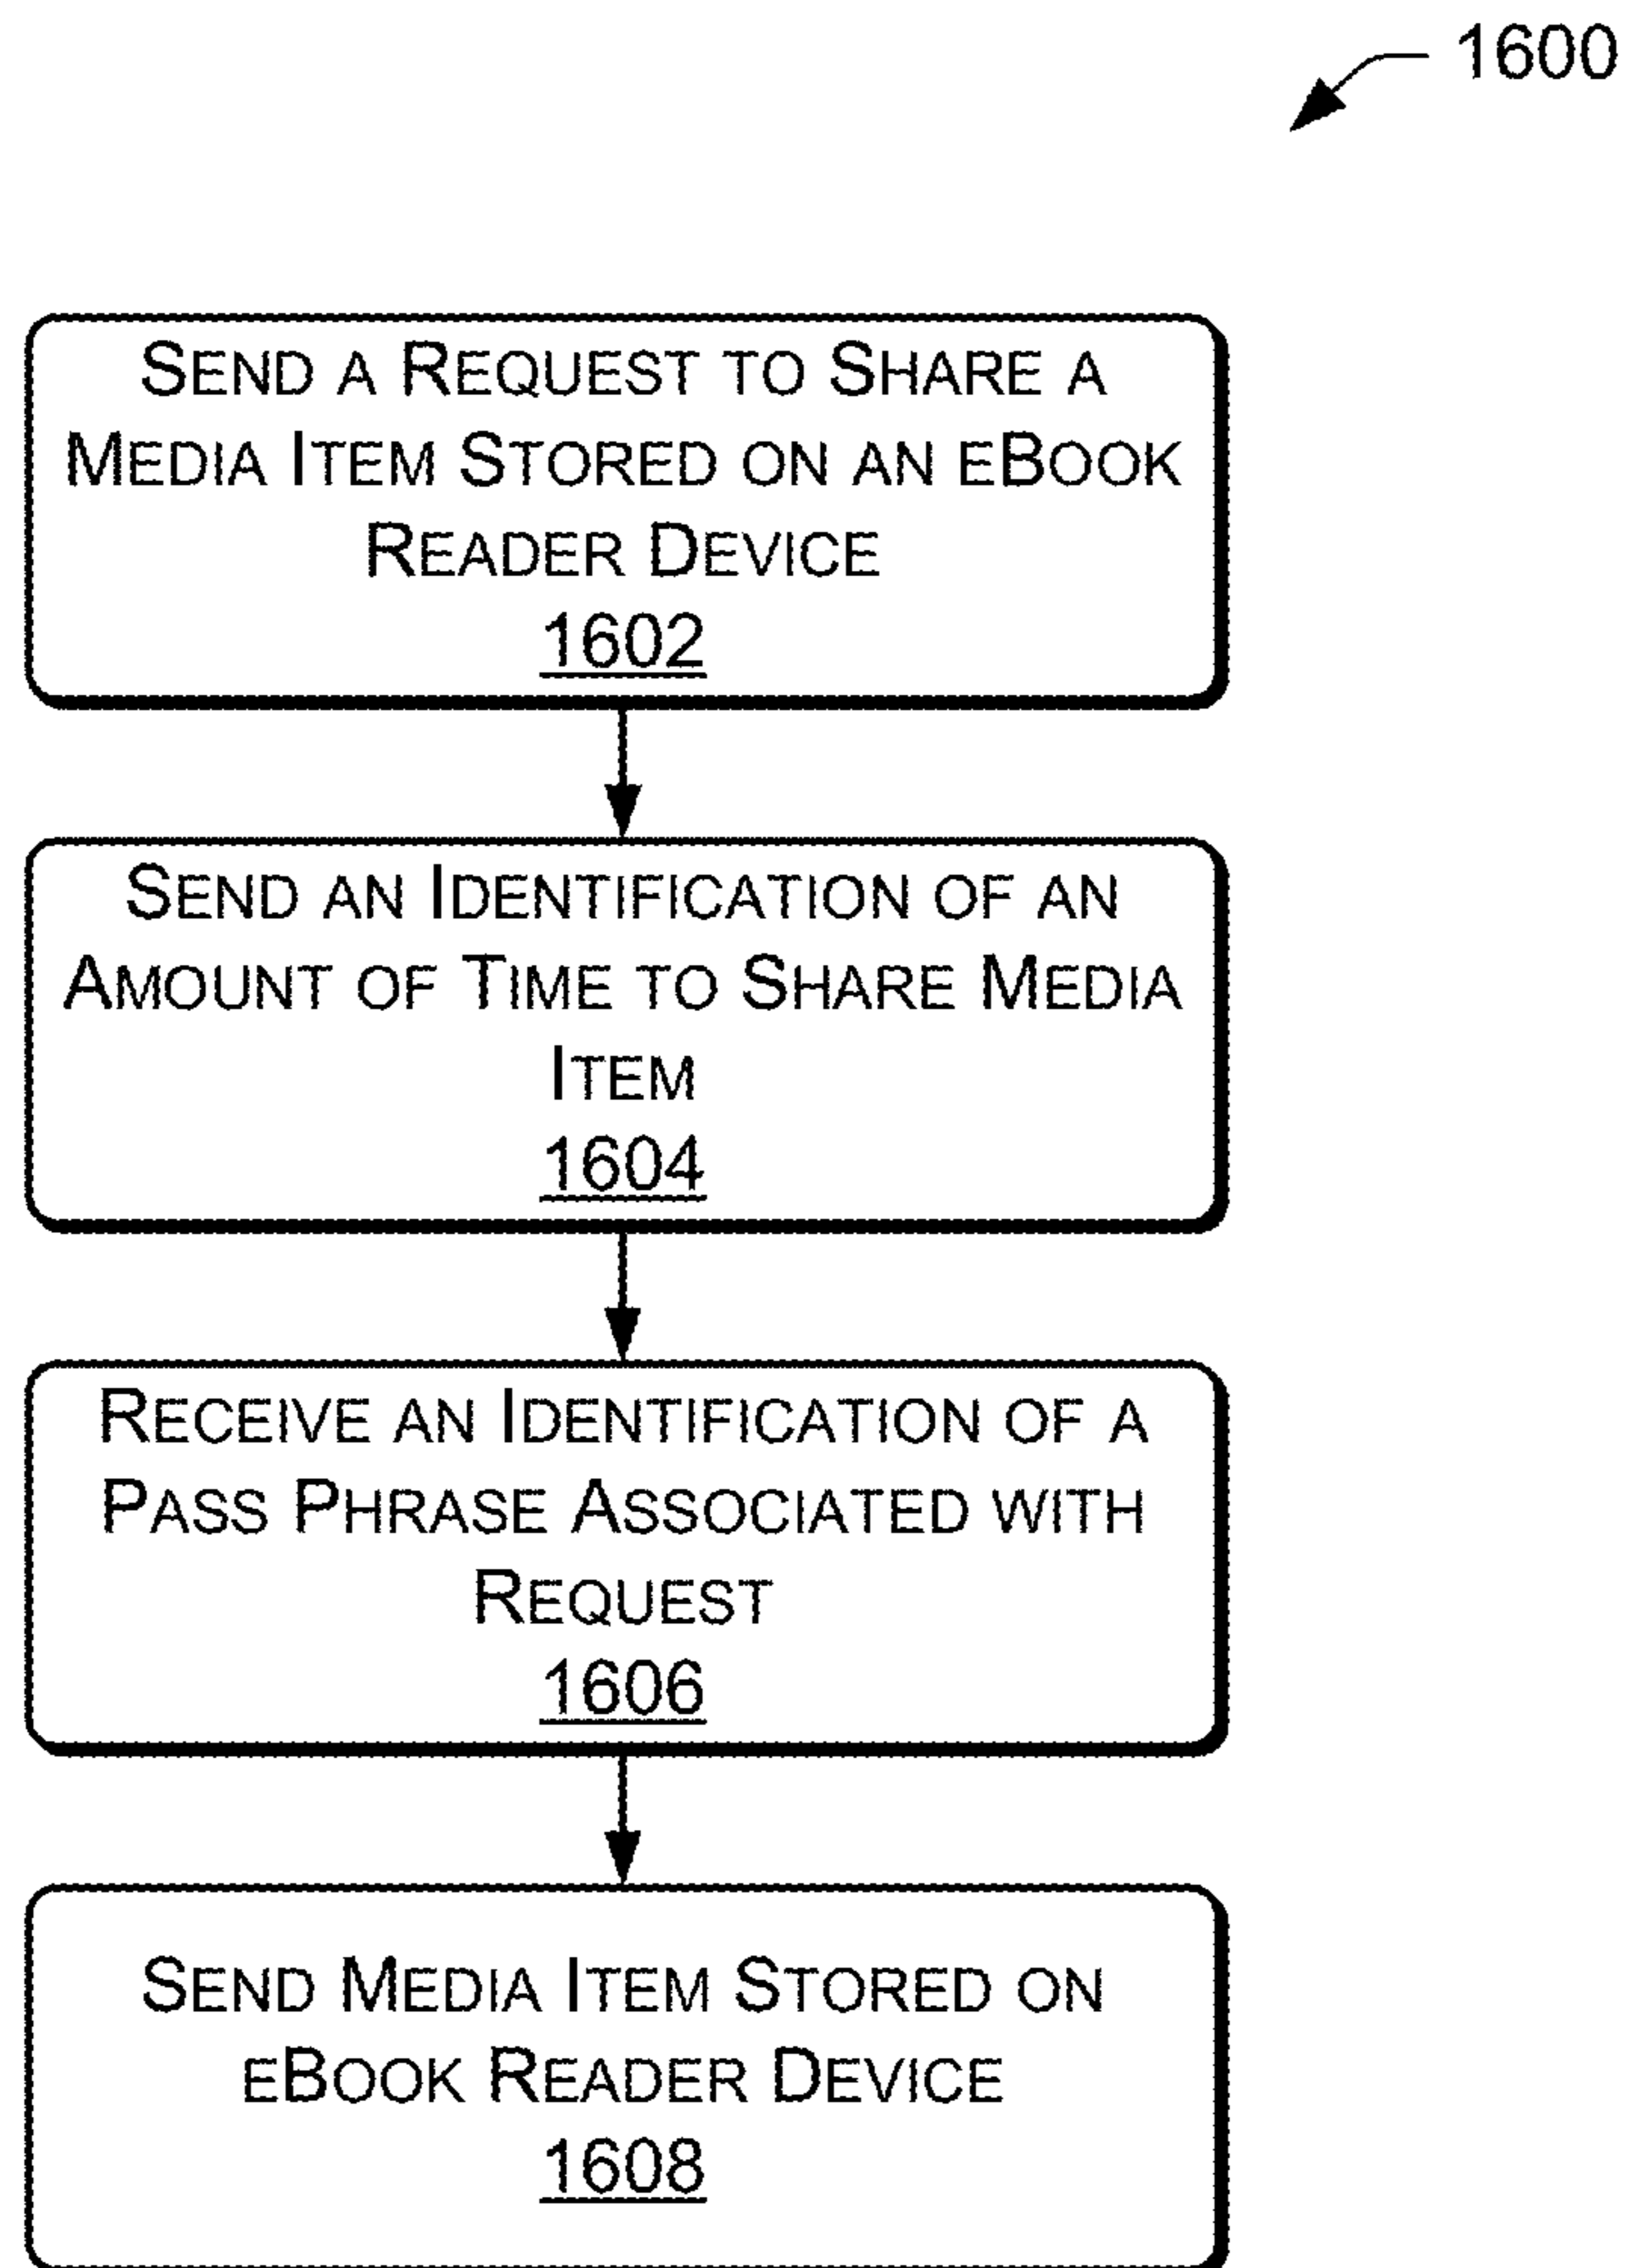 1600
SEND A REQUEST TO SHARE A
MEDIA ITEM STORED ON AN EBOOK
READER DEVICE
1602
SEND AN IDENTIFICATION OF AN
AMOUNT OF TIME TO SHARE MEDIA
ITEM
1604
RECEIVE AN IDENTIFICATION OF A
PASS PHRASE ASSOCIATED WITH
REQUEST
1606
SEND MEDIA ITEM STORED ON
EBOOK READER DEVICE
1608